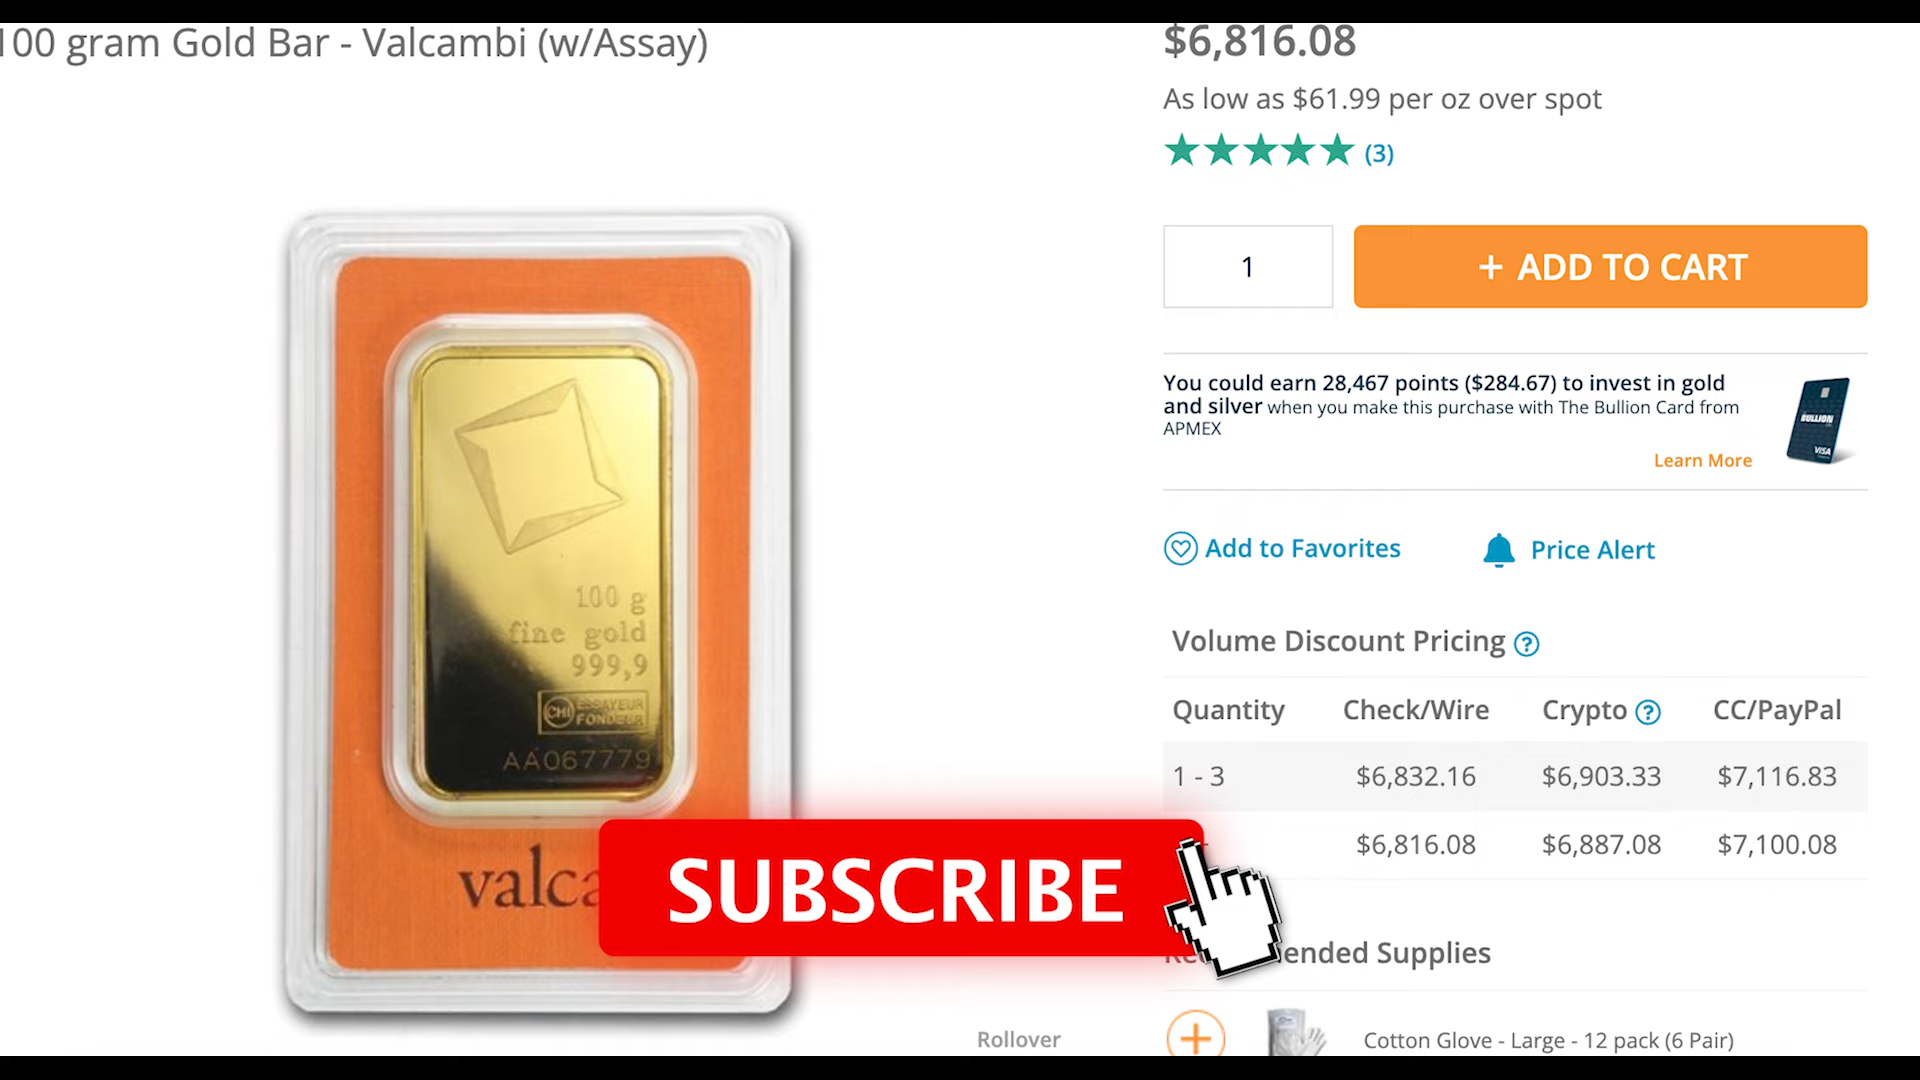 100 gram Gold Bar - Valcambi (w/Assay)
$6,816.08
As low as $61.99 per oz over spot
(3)
1
+ ADD TO CART
You could earn 28,467 points ($284.67) to invest in gold
and silver when you make this purchase with The Bullion Card from
APMEX
BULLION
VISA
Learn More
Add to Favorites
Price Alert
Volume Discount Pricing ?
Quantity Check/Wire Crypto ? CC/PayPal
1 - 3 $6,832.16 $6,903.33 $7,116.83
$6,816.08 $6,887.08 $7,100.08
100 g
fine gold
999,9
CHI ESSAYEUR
FONDEUR
AA067779
valca
SUBSCRIBE
ended Supplies
Rollover
+ Cotton Glove - Large - 12 pack (6 Pair)